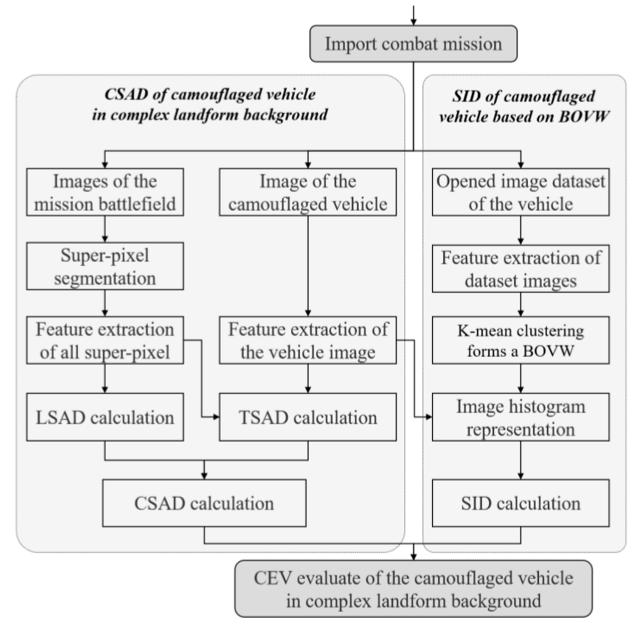 Import combat mission
CSAD of camouflaged vehicle
in complex landform background
SID of camouflaged
vehicle based on BOVW
Images of the
mission battlefield
Image of the
camouflaged vehicle
Opened image dataset
of the vehicle
Super-pixel
segmentation
Feature extraction of
dataset images
Feature extraction
of all super-pixel
Feature extraction of
the vehicle image
K-mean clustering
forms a BOVW
LSAD calculation
TSAD calculation
Image histogram
representation
CSAD calculation
SID calculation
CEV evaluate of the camouflaged vehicle
in complex landform background